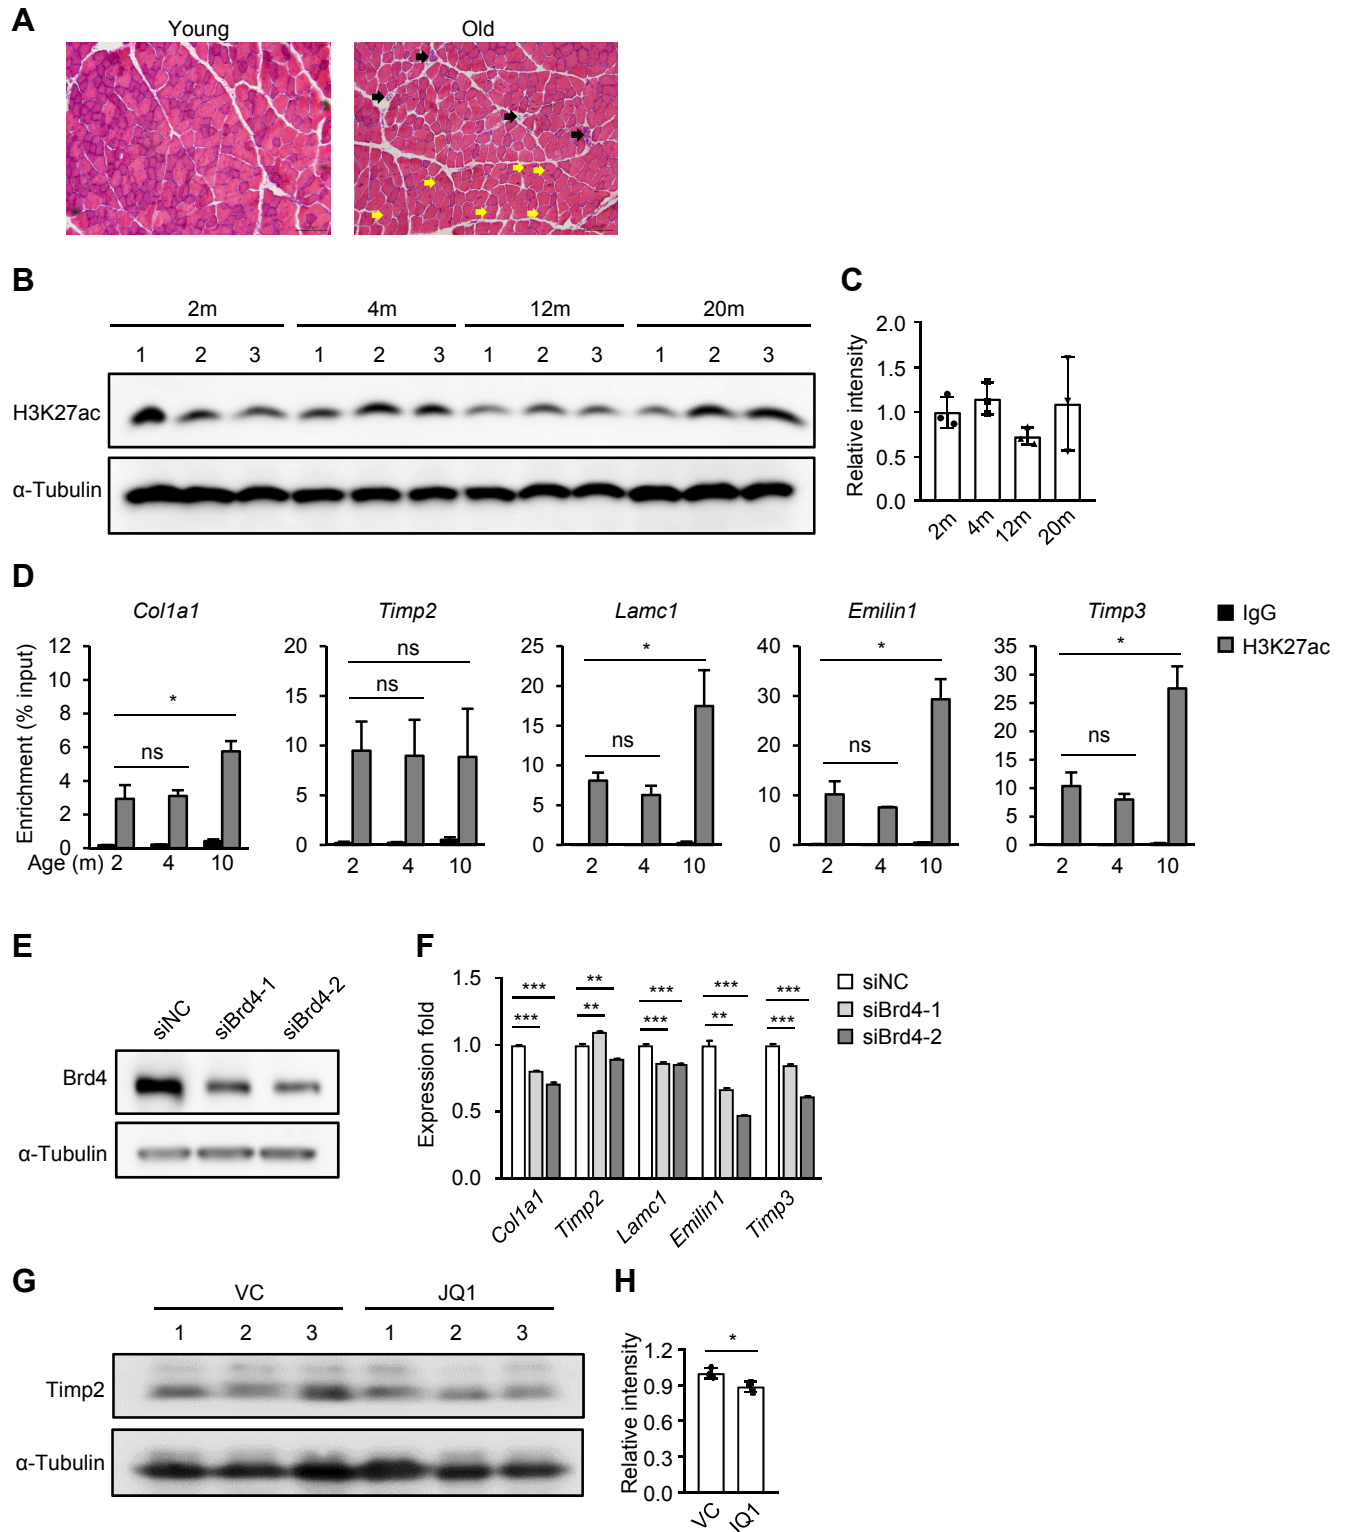 A
Young Old
B C
2m 4m 12m 20m
1 2 3 1 2 3 1 2 3 1 2 3
H3K27ac
α-Tubulin
Relative intensity
2.0
1.5
1.0
0.5
0.0
2m 4m 12m 20m
D
Col1a1 Timp2 Lamc1 Emilin1 Timp3
IgG
H3K27ac
Enrichment (% input)
12
10
8
6
4
2
0
* ns
Age (m) 2 4 10
20
15
10
5
0
ns
ns
2 4 10
25
20
15
10
5
0
*
ns
2 4 10
40
30
20
10
0
*
ns
2 4 10
35
30
25
20
15
10
5
0
*
ns
2 4 10
E F
siNC siBrd4-1 siBrd4-2
Brd4
α-Tubulin
Expression fold
1.5
1.0
0.5
0.0
*** ** *** *** ***
*** ** *** ** ***
Col1a1 Timp2 Lamc1 Emilin1 Timp3
siNC
siBrd4-1
siBrd4-2
G H
VC JQ1
1 2 3 1 2 3
Timp2
α-Tubulin
Relative intensity
1.2
0.9
0.6
0.3
0.0
*
VC JQ1